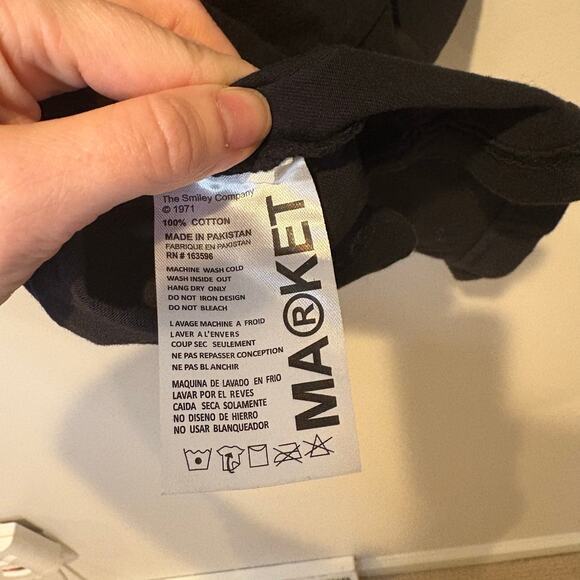 The Smiley Company
© 1971
100% COTTON
MADE IN PAKISTAN
FABRIQUE EN PAKISTAN
RN # 163596
MACHINE WASH COLD
WASH INSIDE OUT
HANG DRY ONLY
DO NOT IRON DESIGN
DO NOT BLEACH
LAVAGE MACHINE A FROID
LAVER A L'ENVERS
COUP SEC SEULEMENT
NE PAS REPASSER CONCEPTION
NE PAS BLANCHIR
MAQUINA DE LAVADO EN FRIO
LAVAR POR EL REVES
CAIDA SECA SOLAMENTE
NO DISENO DE HIERRO
NO USAR BLANQUEADOR
MA®KET